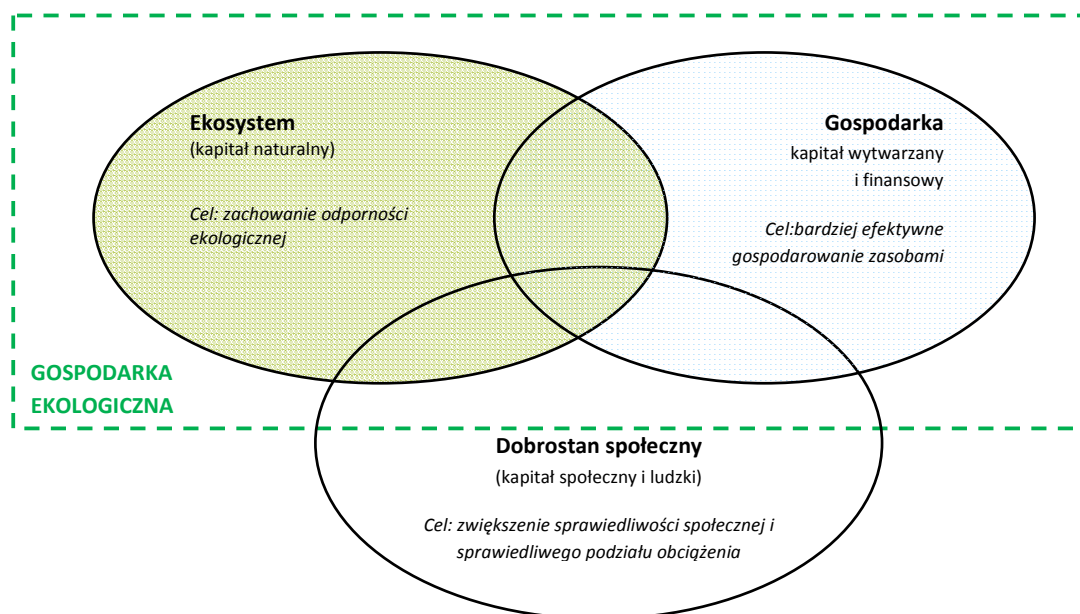 Ekosystem
(kapitał naturalny)
Cel: zachowanie odporności
ekologicznej
Gospodarka
kapitał wytwarzany
i finansowy
Cel:bardziej efektywne
gospodarowanie zasobami
GOSPODARKA
EKOLOGICZNA
Dobrostan społeczny
(kapitał społeczny i ludzki)
Cel: zwiększenie sprawiedliwości społecznej i
sprawiedliwego podziału obciążenia